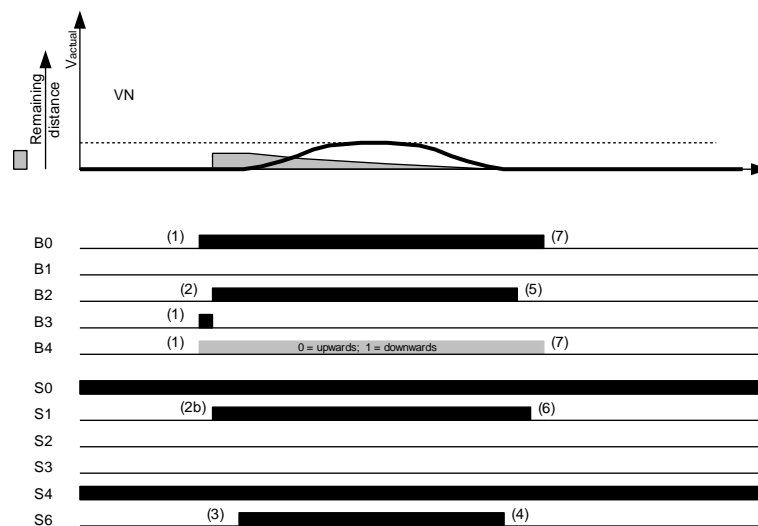 Remaining
distance
Vactual
VN
B0 (1) (7)
B1
B2 (2) (5)
B3 (1)
B4 (1) 0 = upwards; 1 = downwards (7)
S0
S1 (2b) (6)
S2
S3
S4
S6 (3) (4)